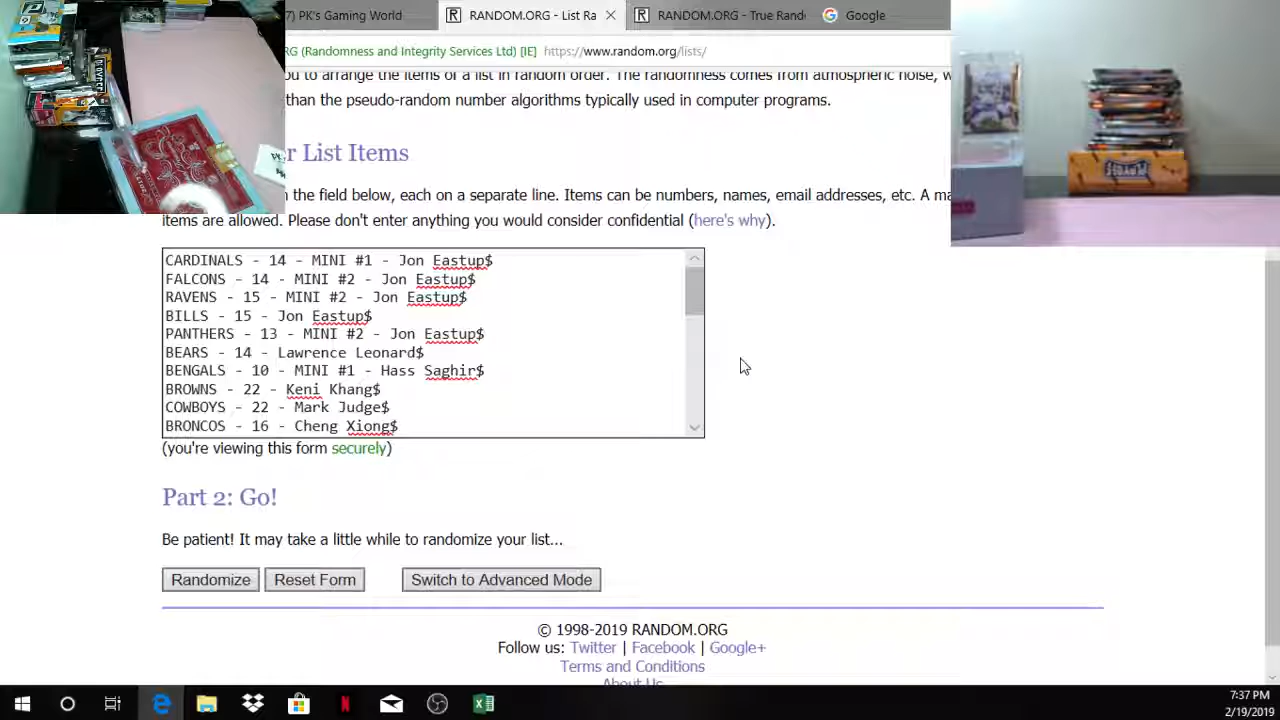 7) PK's Gaming World
RANDOM.ORG - List Ra
RANDOM.ORG - True Rand
Google
RG (Randomness and Integrity Services Ltd) [IE] https://www.random.org/lists/
ou to arrange the items of a list in random order. The randomness comes from atmospheric noise, w
than the pseudo-random number algorithms typically used in computer programs.
r List Items
n the field below, each on a separate line. Items can be numbers, names, email addresses, etc. A ma
items are allowed. Please don't enter anything you would consider confidential (here's why).
CARDINALS - 14 - MINI #1 - Jon Eastup$
FALCONS - 14 - MINI #2 - Jon Eastup$
RAVENS - 15 - MINI #2 - Jon Eastup$
BILLS - 15 - Jon Eastup$
PANTHERS - 13 - MINI #2 - Jon Eastup$
BEARS - 14 - Lawrence Leonard$
BENGALS - 10 - MINI #1 - Hass Saghir$
BROWNS - 22 - Keni Khang$
COWBOYS - 22 - Mark Judge$
BRONCOS - 16 - Cheng Xiong$
(you're viewing this form securely)
Part 2: Go!
Be patient! It may take a little while to randomize your list...
Randomize Reset Form Switch to Advanced Mode
© 1998-2019 RANDOM.ORG
Follow us: Twitter | Facebook | Google+
Terms and Conditions
About Us
7:37 PM
2/19/2019